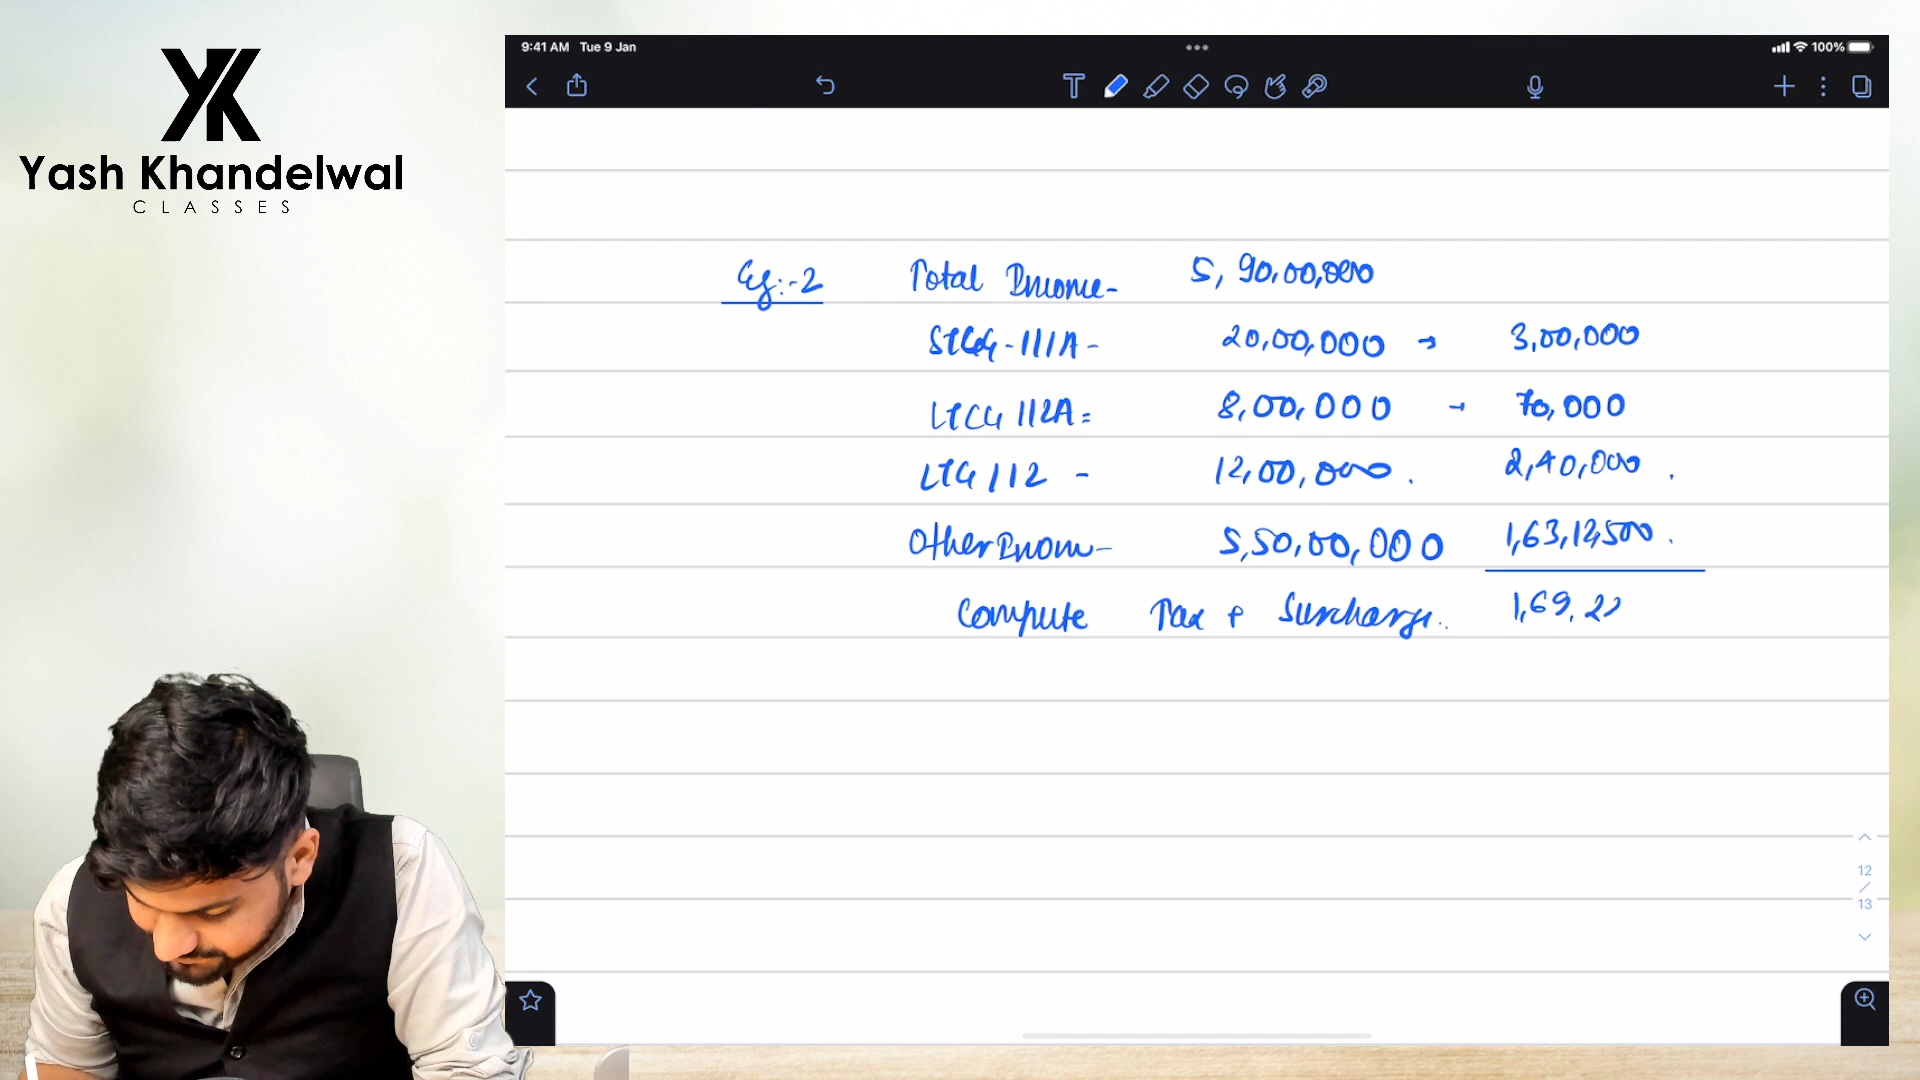 YK
Yash Khandelwal
CLASSES
9:41 AM Tue 9 Jan
100%
T
Eg:-2 Total Income- 5,90,00,000
STCG-111A- 20,00,000 → 3,00,000
LTCG 112A= 8,00,000 → 70,000
LTCG 112 - 12,00,000. 2,40,000.
Other Incom- 5,50,00,000 1,63,12,500.
Compute Tax + Surcharge.. 1,69,22
12
/
13